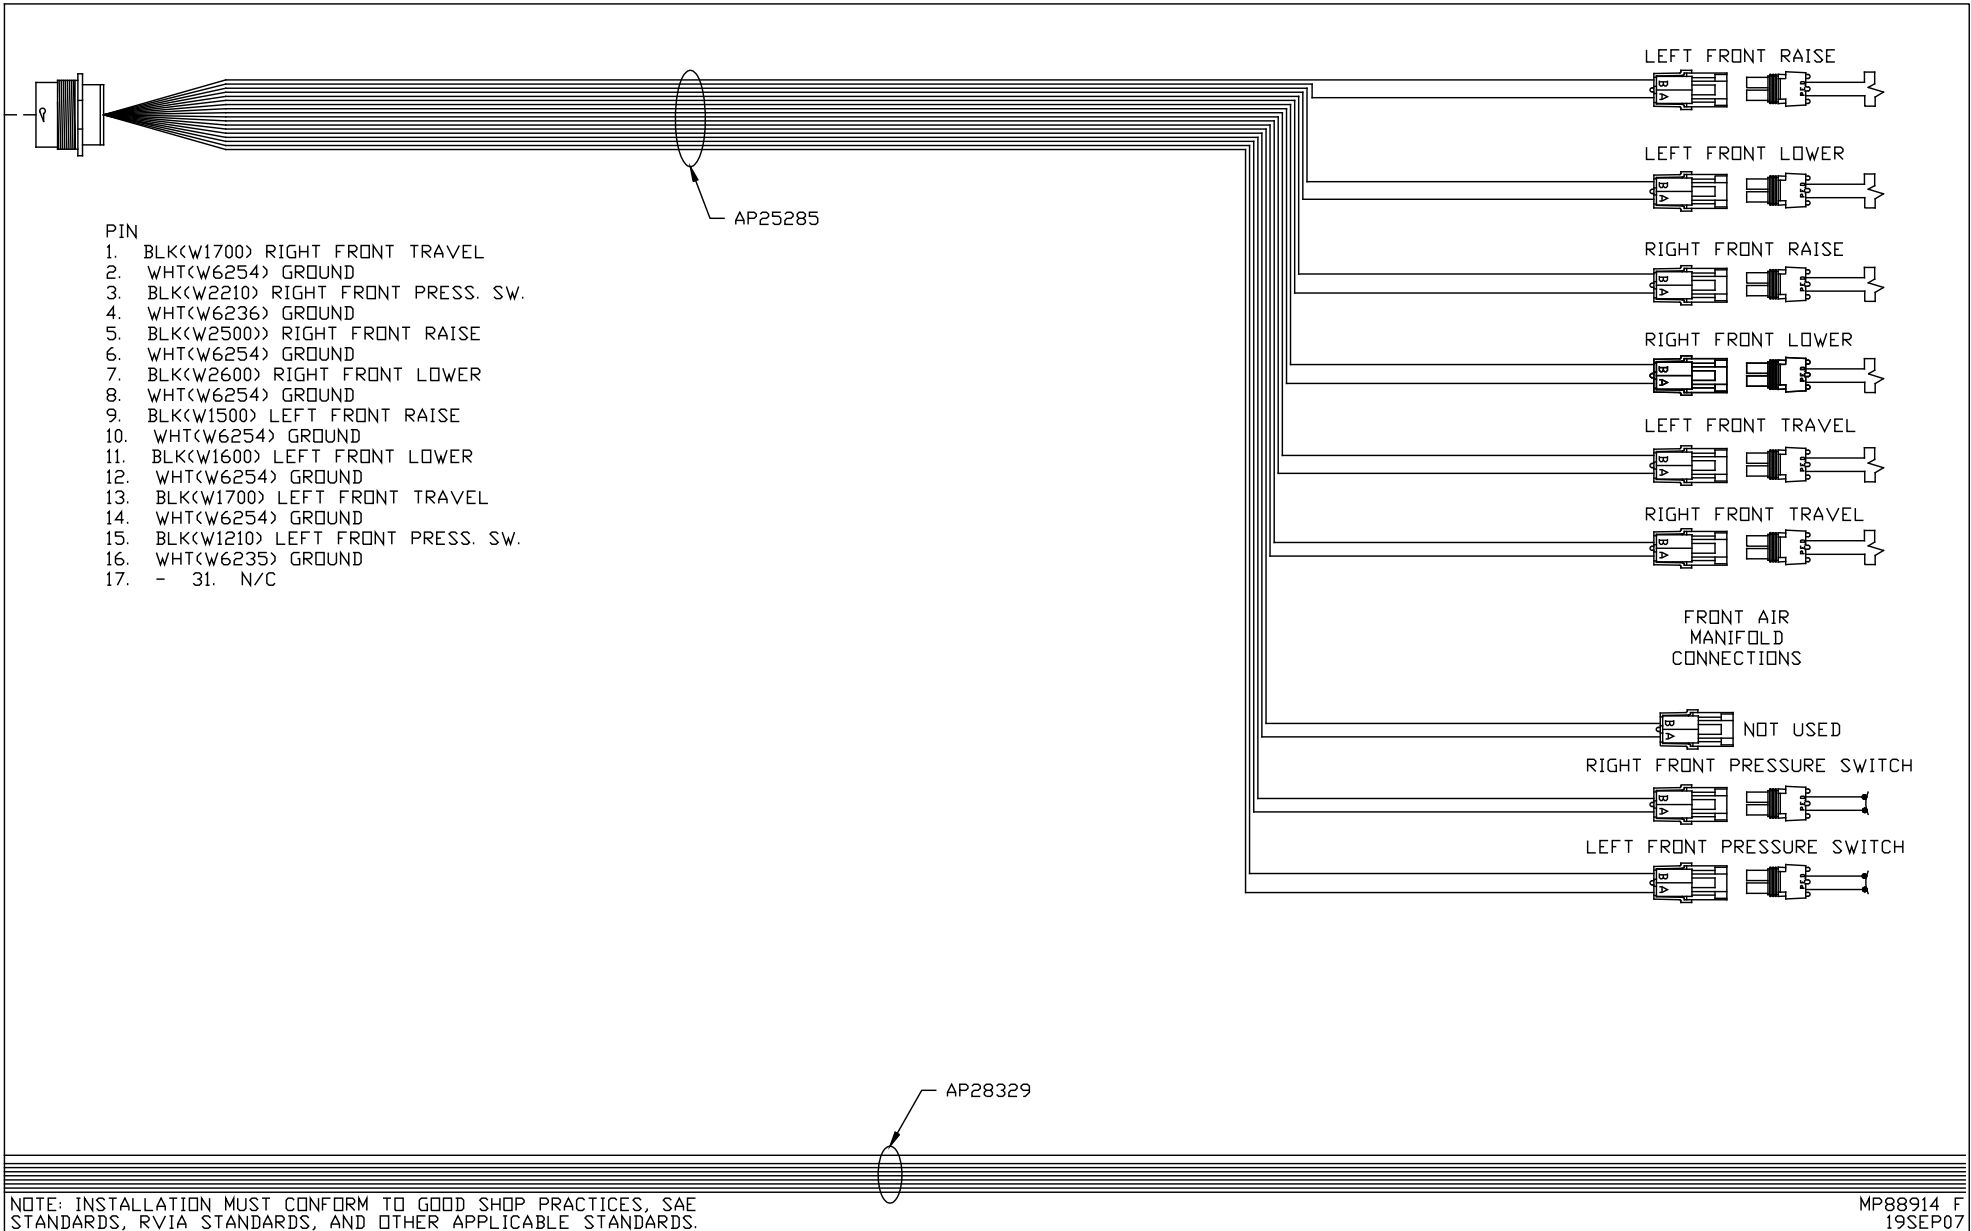 LEFT FRONT RAISE
B
A
LEFT FRONT LOWER
B
A
AP25285
PIN
1. BLK(W1700) RIGHT FRONT TRAVEL
2. WHT(W6254) GROUND
3. BLK(W2210) RIGHT FRONT PRESS. SW.
4. WHT(W6236) GROUND
5. BLK(W2500)) RIGHT FRONT RAISE
6. WHT(W6254) GROUND
7. BLK(W2600) RIGHT FRONT LOWER
8. WHT(W6254) GROUND
9. BLK(W1500) LEFT FRONT RAISE
10. WHT(W6254) GROUND
11. BLK(W1600) LEFT FRONT LOWER
12. WHT(W6254) GROUND
13. BLK(W1700) LEFT FRONT TRAVEL
14. WHT(W6254) GROUND
15. BLK(W1210) LEFT FRONT PRESS. SW.
16. WHT(W6235) GROUND
17. - 31. N/C
RIGHT FRONT RAISE
B
A
RIGHT FRONT LOWER
B
A
LEFT FRONT TRAVEL
B
A
RIGHT FRONT TRAVEL
B
A
FRONT AIR
MANIFOLD
CONNECTIONS
B
A
NOT USED
RIGHT FRONT PRESSURE SWITCH
B
A
LEFT FRONT PRESSURE SWITCH
B
A
AP28329
NOTE: INSTALLATION MUST CONFORM TO GOOD SHOP PRACTICES, SAE
STANDARDS, RVIA STANDARDS, AND OTHER APPLICABLE STANDARDS.
MP88914 F
19SEP07